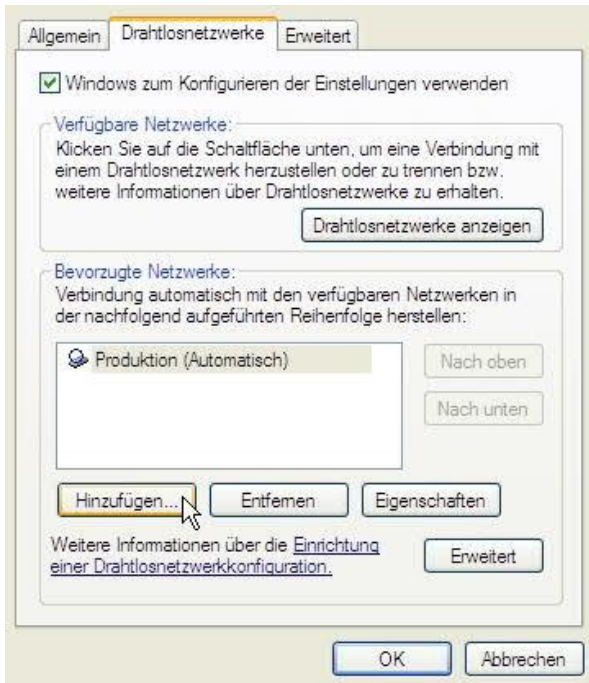 Allgemein Drahtlosnetzwerke Erweitert
Windows zum Konfigurieren der Einstellungen verwenden
Verfügbare Netzwerke:
Klicken Sie auf die Schaltfläche unten, um eine Verbindung mit
einem Drahtlosnetzwerk herzustellen oder zu trennen bzw.
weitere Informationen über Drahtlosnetzwerke zu erhalten.
Drahtlosnetzwerke anzeigen
Bevorzugte Netzwerke:
Verbindung automatisch mit den verfügbaren Netzwerken in
der nachfolgend aufgeführten Reihenfolge herstellen:
Produktion (Automatisch)
Nach oben
Nach unten
Hinzufügen... Entfernen Eigenschaften
Weitere Informationen über die Einrichtung
einer Drahtlosnetzwerkkonfiguration.
Erweitert
OK Abbrechen